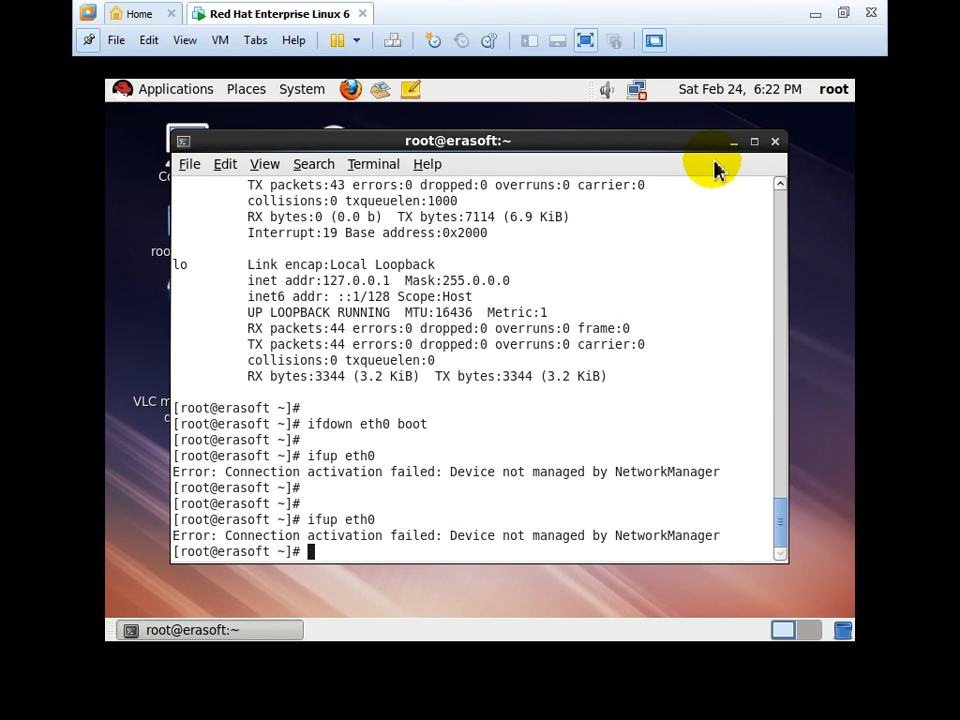 Home
Red Hat Enterprise Linux 6
File Edit View VM Tabs Help
Applications Places System Sat Feb 24, 6:22 PM root
root@erasoft:~
File Edit View Search Terminal Help
TX packets:43 errors:0 dropped:0 overruns:0 carrier:0
collisions:0 txqueuelen:1000
RX bytes:0 (0.0 b)  TX bytes:7114 (6.9 KiB)
Interrupt:19 Base address:0x2000
lo Link encap:Local Loopback
inet addr:127.0.0.1  Mask:255.0.0.0
inet6 addr: ::1/128 Scope:Host
UP LOOPBACK RUNNING  MTU:16436  Metric:1
RX packets:44 errors:0 dropped:0 overruns:0 frame:0
TX packets:44 errors:0 dropped:0 overruns:0 carrier:0
collisions:0 txqueuelen:0
RX bytes:3344 (3.2 KiB)  TX bytes:3344 (3.2 KiB)
[root@erasoft ~]#
[root@erasoft ~]# ifdown eth0 boot
[root@erasoft ~]#
[root@erasoft ~]# ifup eth0
Error: Connection activation failed: Device not managed by NetworkManager
[root@erasoft ~]#
[root@erasoft ~]#
[root@erasoft ~]# ifup eth0
Error: Connection activation failed: Device not managed by NetworkManager
[root@erasoft ~]#
VLC m
root@erasoft:~